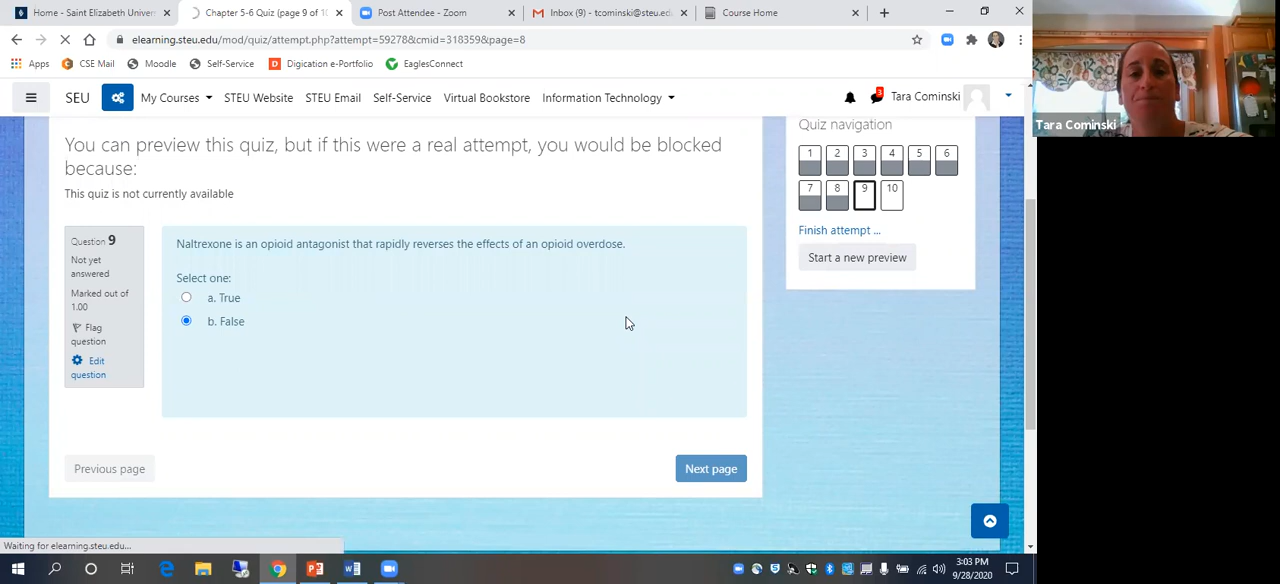 Home - Saint Elizabeth Univer
Chapter 5-6 Quiz (page 9 of 10
Post Attendee - Zoom
Inbox (9) - tcominski@steu.ed
Course Home
elearning.steu.edu/mod/quiz/attempt.php?attempt=59278&cmid=318359&page=8
Apps
CSE Mail
Moodle
Self-Service
Digication e-Portfolio
EaglesConnect
SEU
My Courses
STEU Website
STEU Email
Self-Service
Virtual Bookstore
Information Technology
3
Tara Cominski
Tara Cominski
You can preview this quiz, but if this were a real attempt, you would be blocked
because:
This quiz is not currently available
Question 9
Not yet
answered
Marked out of
1.00
Flag
question
Edit
question
Naltrexone is an opioid antagonist that rapidly reverses the effects of an opioid overdose.
Select one:
a. True
b. False
Previous page
Next page
Quiz navigation
1 2 3 4 5 6
7 8 9 10
Finish attempt ...
Start a new preview
Waiting for elearning.steu.edu...
3:03 PM
9/28/2020